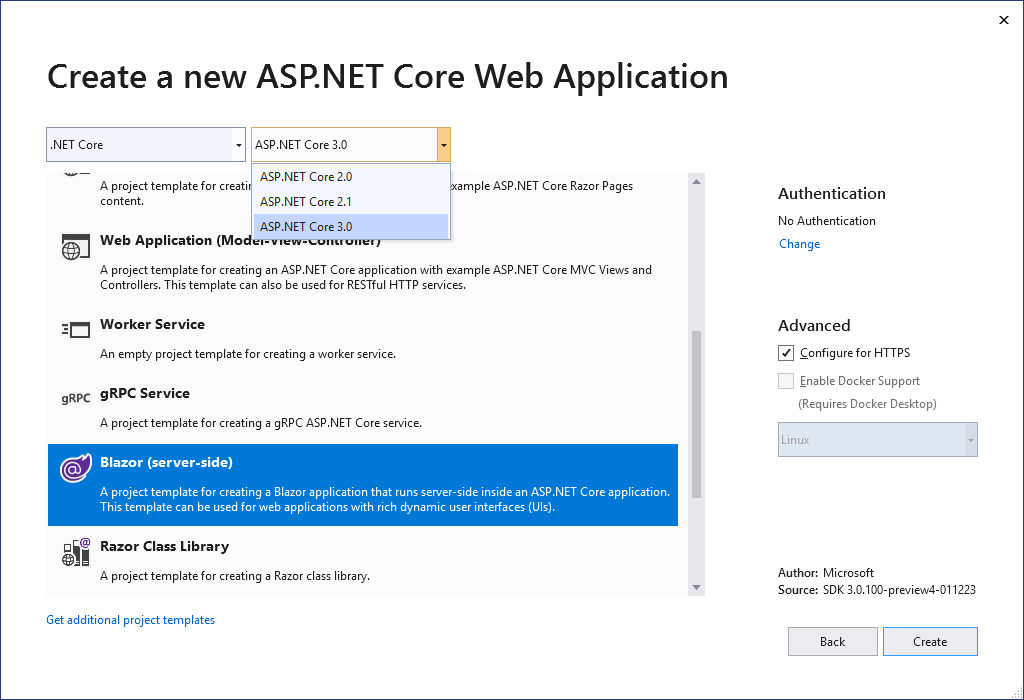 Create a new ASP.NET Core Web Application
.NET Core
ASP.NET Core 3.0
ASP.NET Core 2.0
ASP.NET Core 2.1
ASP.NET Core 3.0
A project template for example ASP.NET Core Razor Pages
content.
Web Application (Model-View-Controller)
A project template for creating an ASP.NET Core application with example ASP.NET Core MVC Views and
Controllers. This template can also be used for RESTful HTTP services.
Worker Service
An empty project template for creating a worker service.
gRPC
gRPC Service
A project template for creating a gRPC ASP.NET Core service.
Blazor (server-side)
A project template for creating a Blazor application that runs server-side inside an ASP.NET Core application.
This template can be used for web applications with rich dynamic user interfaces (UIs).
Razor Class Library
A project template for creating a Razor class library.
Get additional project templates
Authentication
No Authentication
Change
Advanced
Configure for HTTPS
Enable Docker Support
(Requires Docker Desktop)
Linux
Author: Microsoft
Source: SDK 3.0.100-preview4-011223
Back
Create